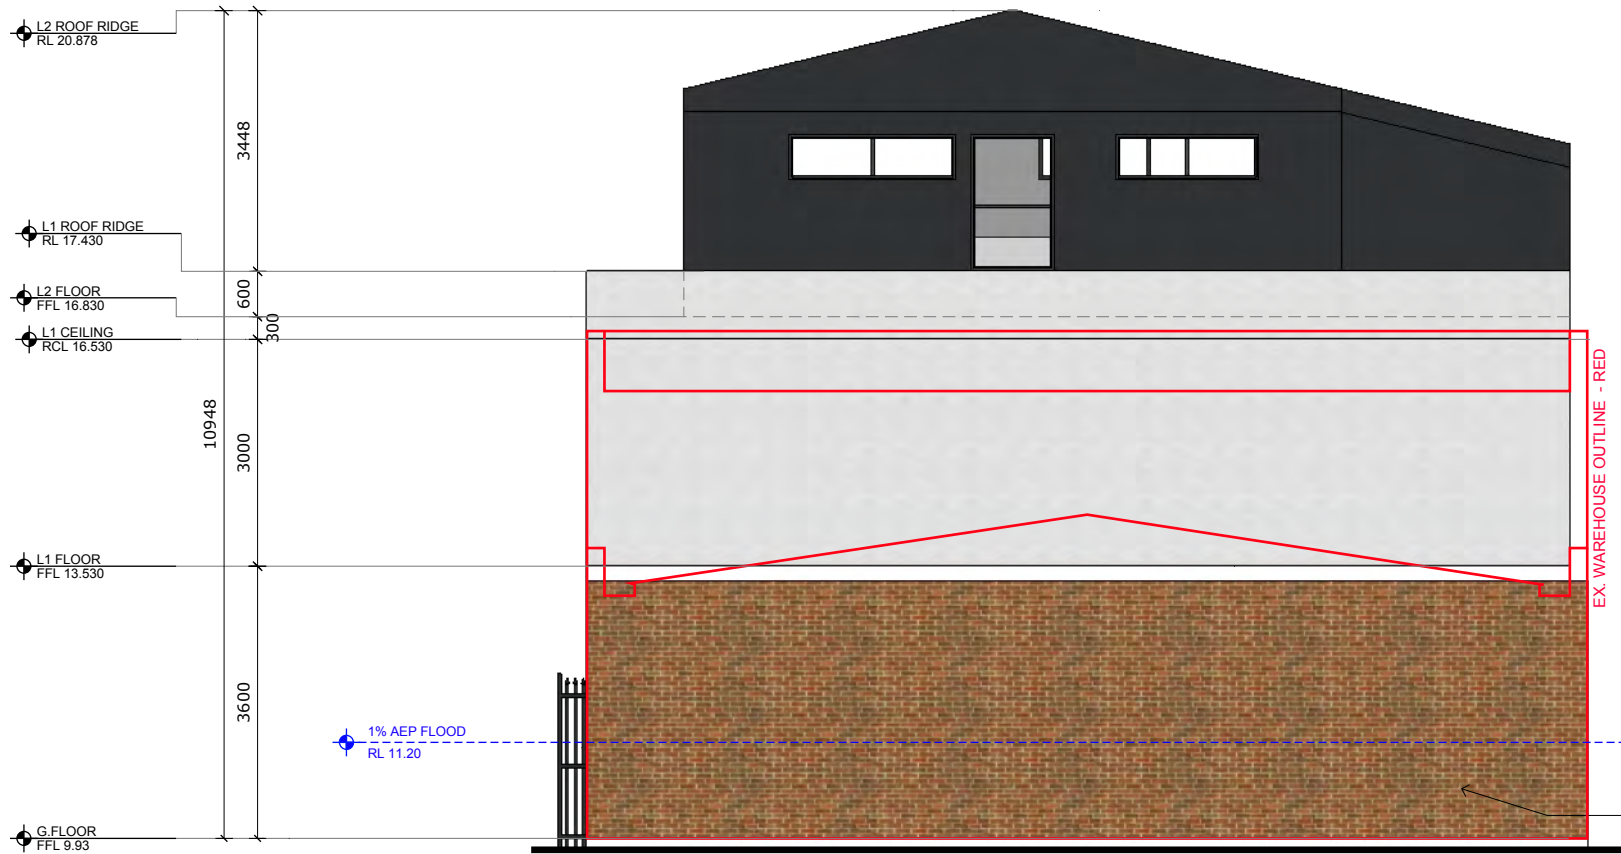 L2 ROOF RIDGE
RL 20.878
3448
L1 ROOF RIDGE
RL 17.430
L2 FLOOR
FFL 16.830
600
300
L1 CEILING
RCL 16.530
10948
3000
EX. WAREHOUSE OUTLINE - RED
L1 FLOOR
FFL 13.530
3600
1% AEP FLOOD
RL 11.20
G.FLOOR
FFL 9.93